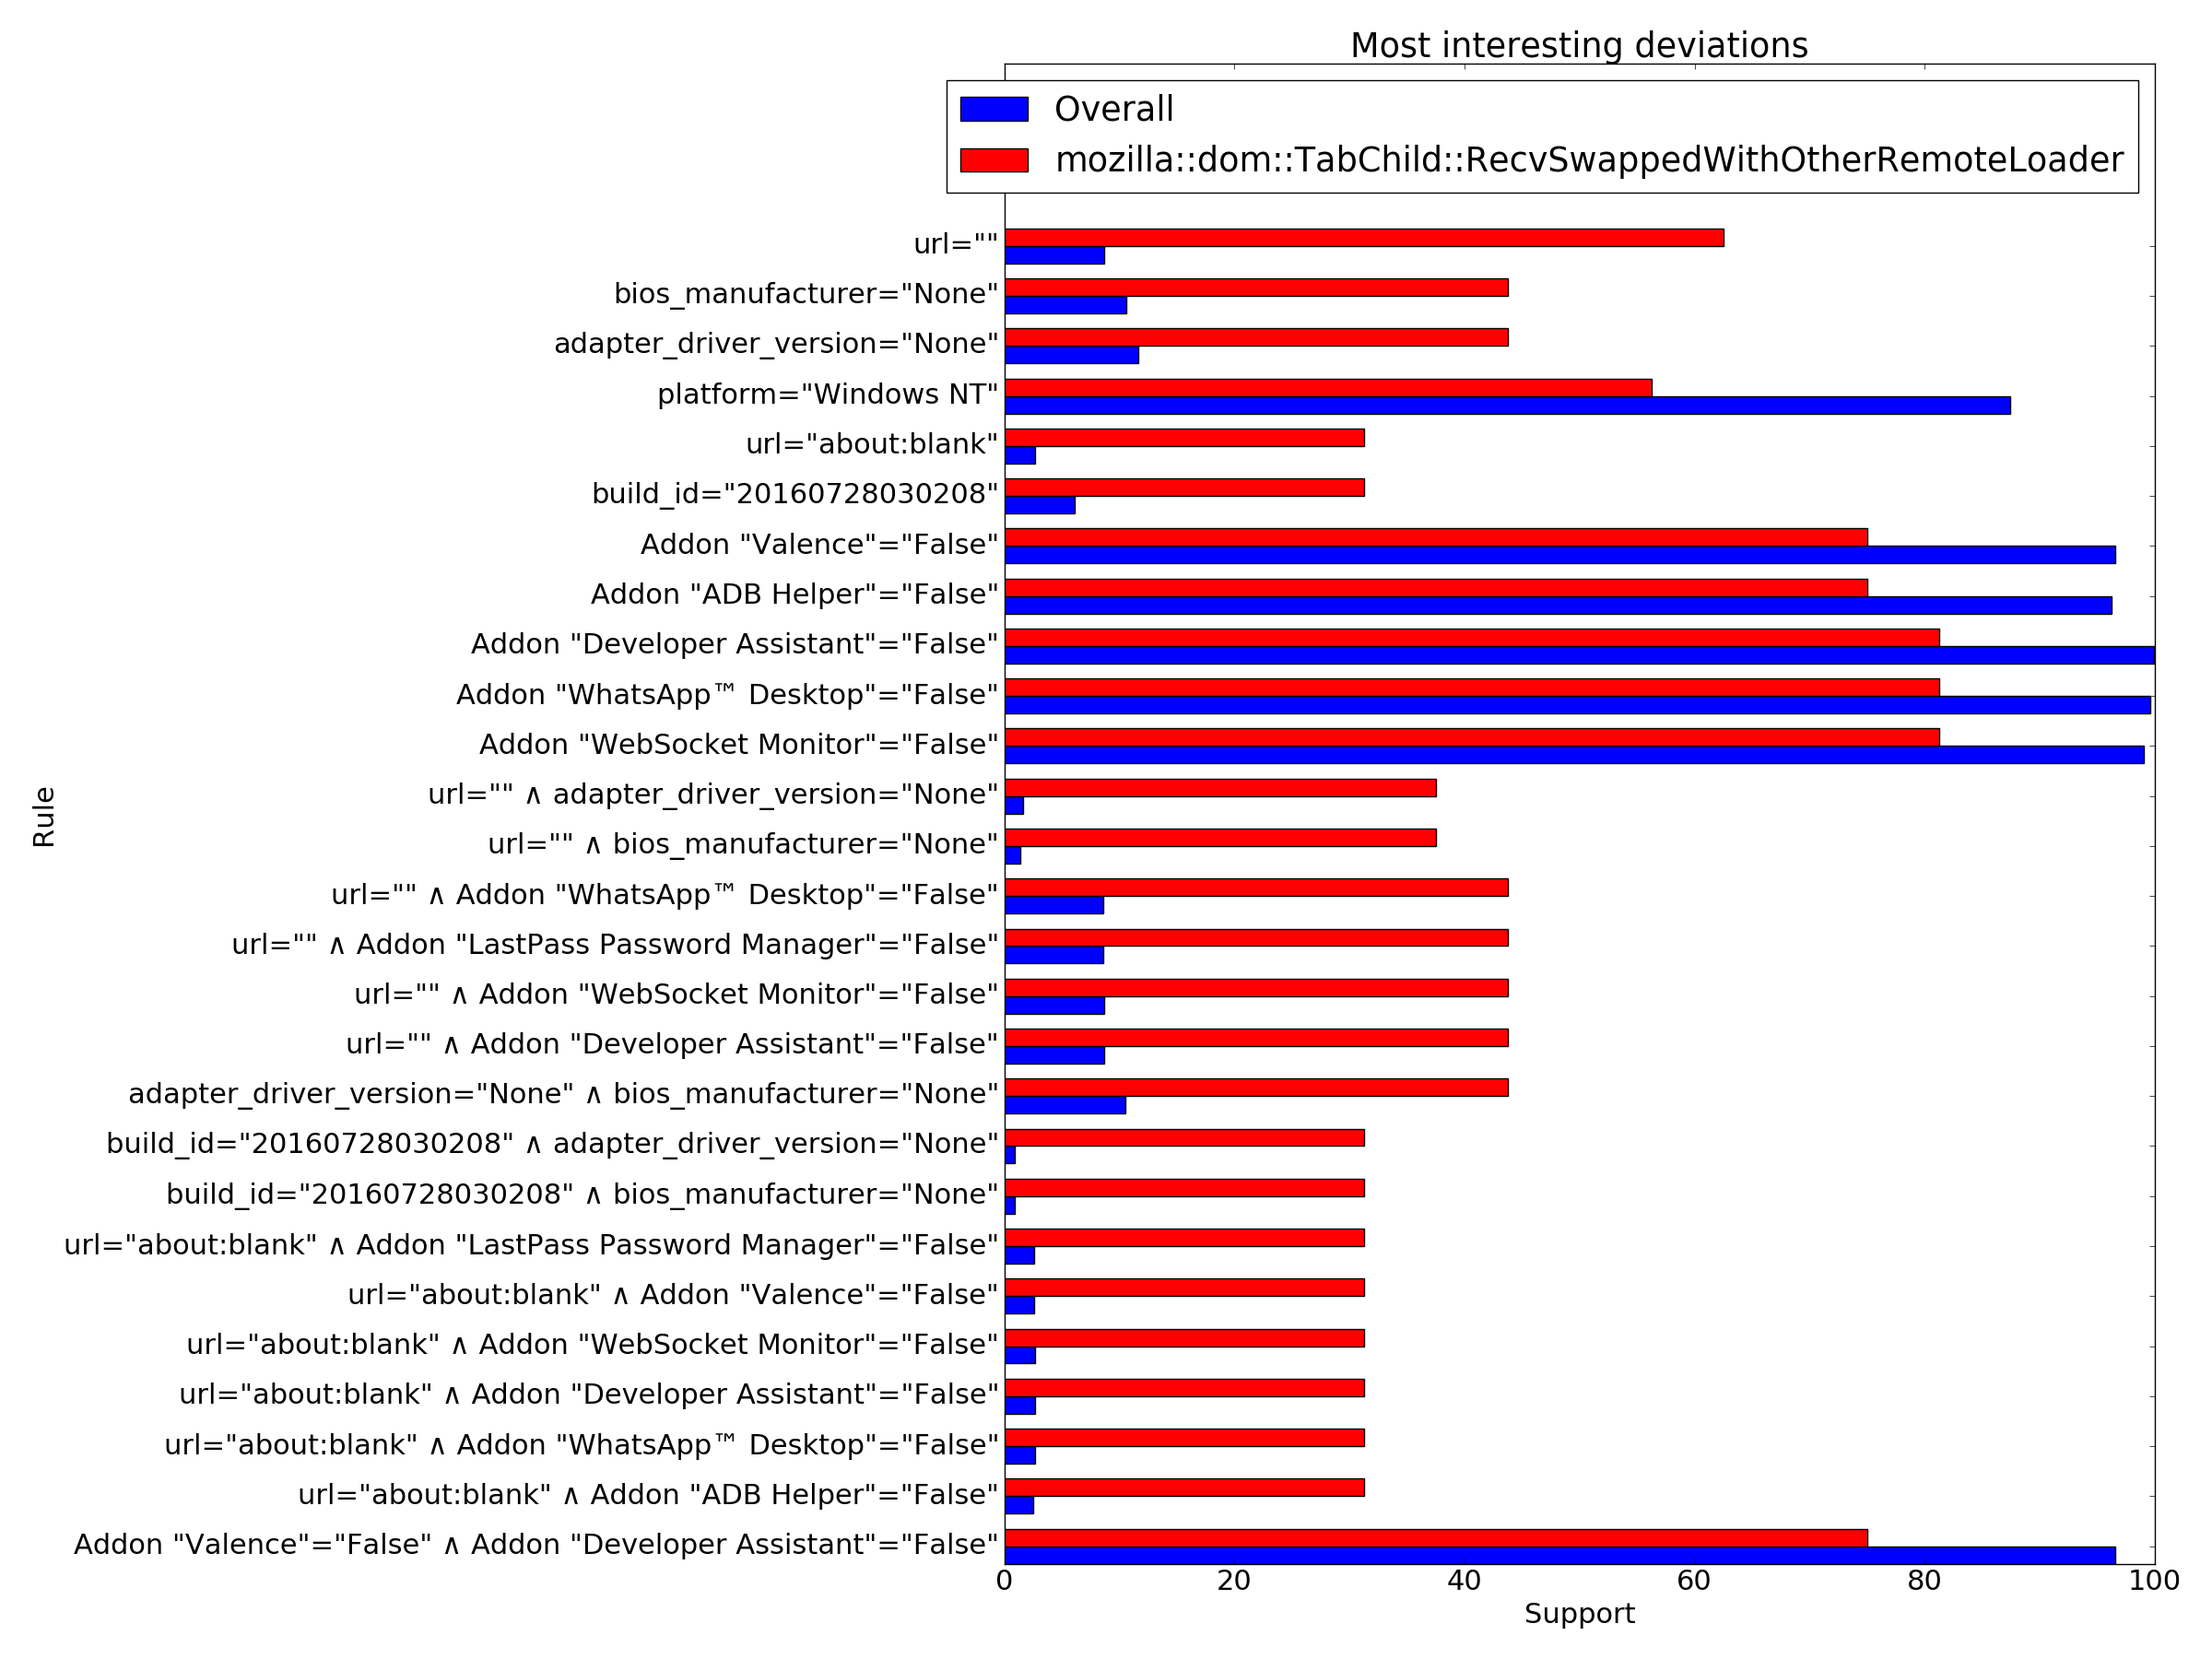 Most interesting deviations
Overall
mozilla::dom::TabChild::RecvSwappedWithOtherRemoteLoader
url=""
bios_manufacturer="None"
adapter_driver_version="None"
platform="Windows NT"
url="about:blank"
build_id="20160728030208"
Addon "Valence"="False"
Addon "ADB Helper"="False"
Addon "Developer Assistant"="False"
Addon "WhatsApp™ Desktop"="False"
Addon "WebSocket Monitor"="False"
url="" ∧ adapter_driver_version="None"
url="" ∧ bios_manufacturer="None"
url="" ∧ Addon "WhatsApp™ Desktop"="False"
url="" ∧ Addon "LastPass Password Manager"="False"
url="" ∧ Addon "WebSocket Monitor"="False"
url="" ∧ Addon "Developer Assistant"="False"
adapter_driver_version="None" ∧ bios_manufacturer="None"
build_id="20160728030208" ∧ adapter_driver_version="None"
build_id="20160728030208" ∧ bios_manufacturer="None"
url="about:blank" ∧ Addon "LastPass Password Manager"="False"
url="about:blank" ∧ Addon "Valence"="False"
url="about:blank" ∧ Addon "WebSocket Monitor"="False"
url="about:blank" ∧ Addon "Developer Assistant"="False"
url="about:blank" ∧ Addon "WhatsApp™ Desktop"="False"
url="about:blank" ∧ Addon "ADB Helper"="False"
Addon "Valence"="False" ∧ Addon "Developer Assistant"="False"
Rule
0 20 40 60 80 100
Support